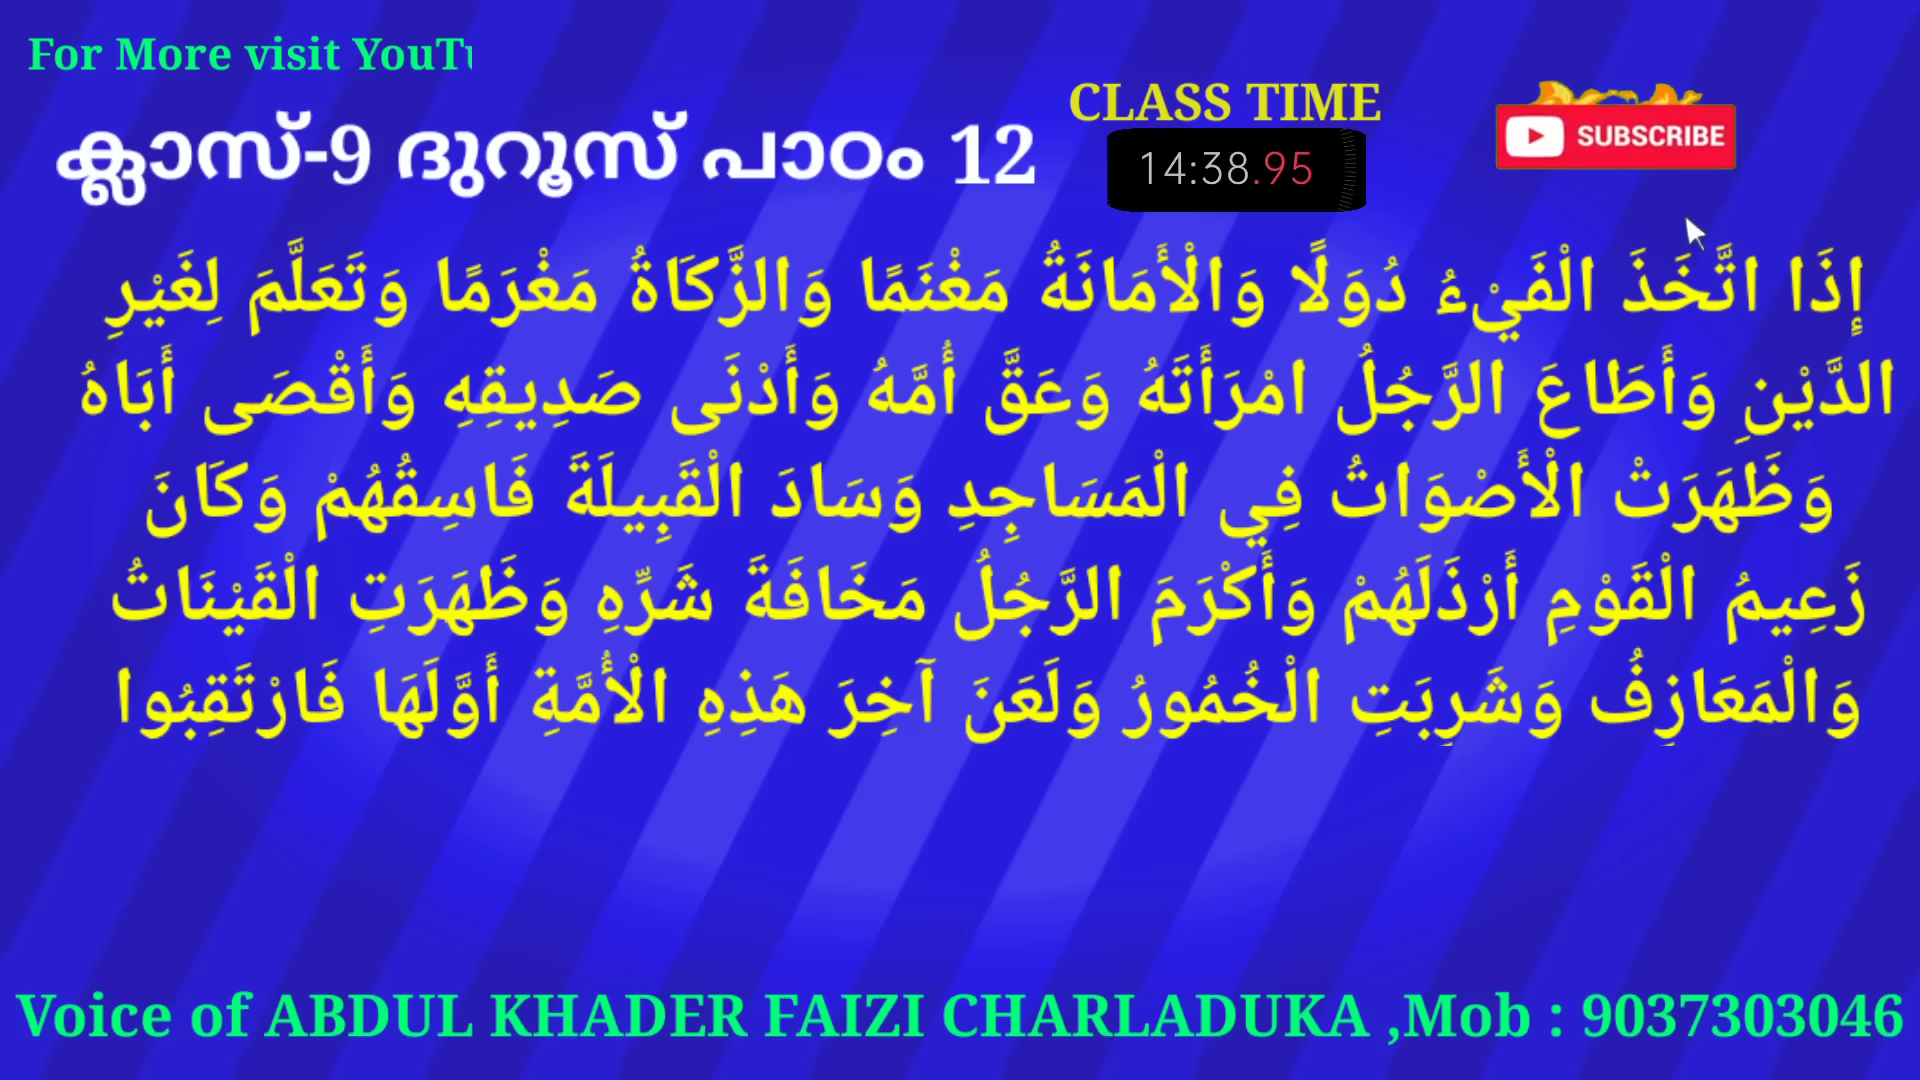 For More visit YouTu
CLASS TIME
ക്ലാസ്-9 ദുറൂസ് പാഠം 12
14:38.95
SUBSCRIBE
إِذَا اتَّخَذَ الْفَيْءُ دُوَلًا وَالْأَمَانَةُ مَغْنَمًا وَالزَّكَاةُ مَغْرَمًا وَتَعَلَّمَ لِغَيْرِ
الدَّيْنِ وَأَطَاعَ الرَّجُلُ امْرَأَتَهُ وَعَقَّ أُمَّهُ وَأَدْنَى صَدِيقِهِ وَأَقْصَى أَبَاهُ
وَظَهَرَتْ الْأَصْوَاتُ فِي الْمَسَاجِدِ وَسَادَ الْقَبِيلَةَ فَاسِقُهُمْ وَكَانَ
زَعِيمُ الْقَوْمِ أَرْذَلَهُمْ وَأَكْرَمَ الرَّجُلُ مَخَافَةَ شَرِّهِ وَظَهَرَتِ الْقَيْنَاتُ
وَالْمَعَازِفُ وَشَرِبَتِ الْخُمُورُ وَلَعَنَ آخِرَ هَذِهِ الْأُمَّةِ أَوَّلَهَا فَارْتَقِبُوا
Voice of ABDUL KHADER FAIZI CHARLADUKA ,Mob : 9037303046